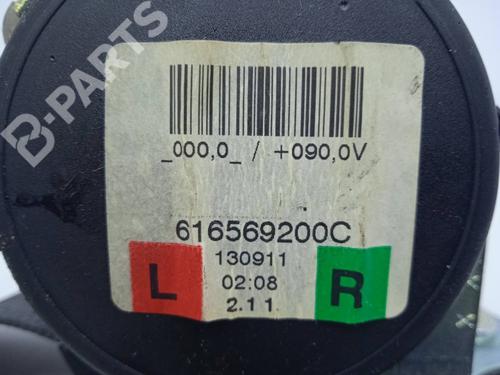 B-PARTS
_000,0_ / +090,0V
616569200C
130911
L 02:08 R
2.11